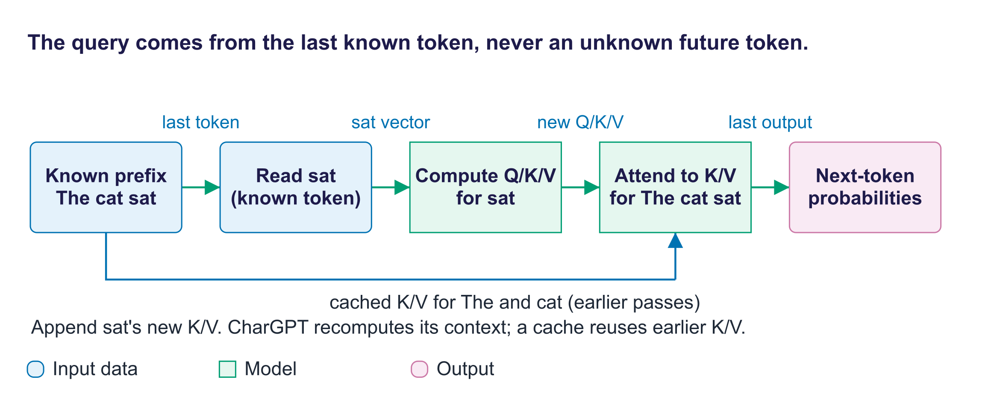 The query comes from the last known token, never an unknown future token.
last token
sat vector
new Q/K/V
last output
Known prefix
The cat sat
Read sat
(known token)
Compute Q/K/V
for sat
Attend to K/V
for The cat sat
Next-token
probabilities
cached K/V for The and cat (earlier passes)
Append sat's new K/V. CharGPT recomputes its context; a cache reuses earlier K/V.
Input data
Model
Output